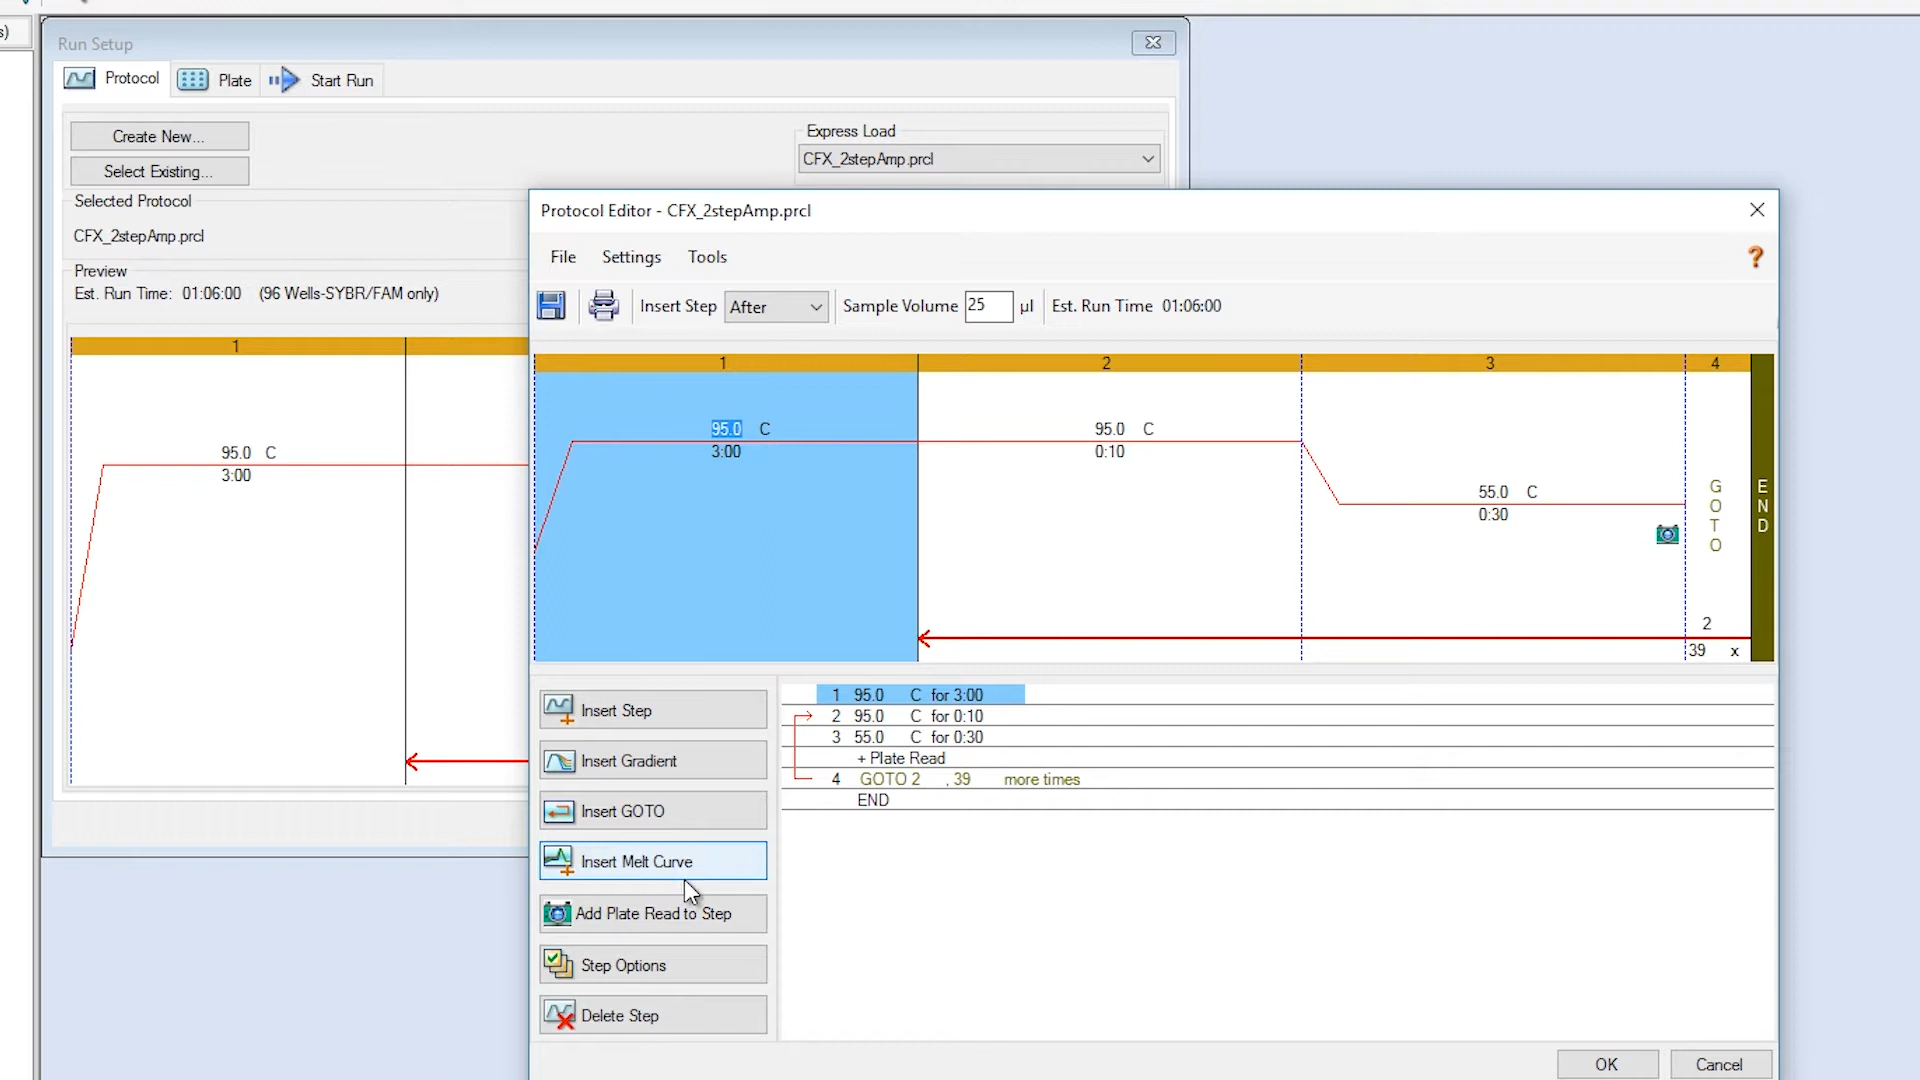 s)
Run Setup
Protocol
Plate
Start Run
Create New...
Select Existing...
Express Load
CFX_2stepAmp.prcl
Selected Protocol
CFX_2stepAmp.prcl
Preview
Est. Run Time: 01:06:00 (96 Wells-SYBR/FAM only)
1
95.0 C
3:00
Protocol Editor - CFX_2stepAmp.prcl
File Settings Tools
?
Insert Step After Sample Volume 25 µl Est. Run Time 01:06:00
1 2 3 4
95.0 C
3:00
95.0 C
0:10
55.0 C
0:30
GOTO
END
2
39 x
Insert Step
Insert Gradient
Insert GOTO
Insert Melt Curve
Add Plate Read to Step
Step Options
Delete Step
1 95.0 C for 3:00
2 95.0 C for 0:10
3 55.0 C for 0:30
+ Plate Read
4 GOTO 2 , 39 more times
END
OK
Cancel